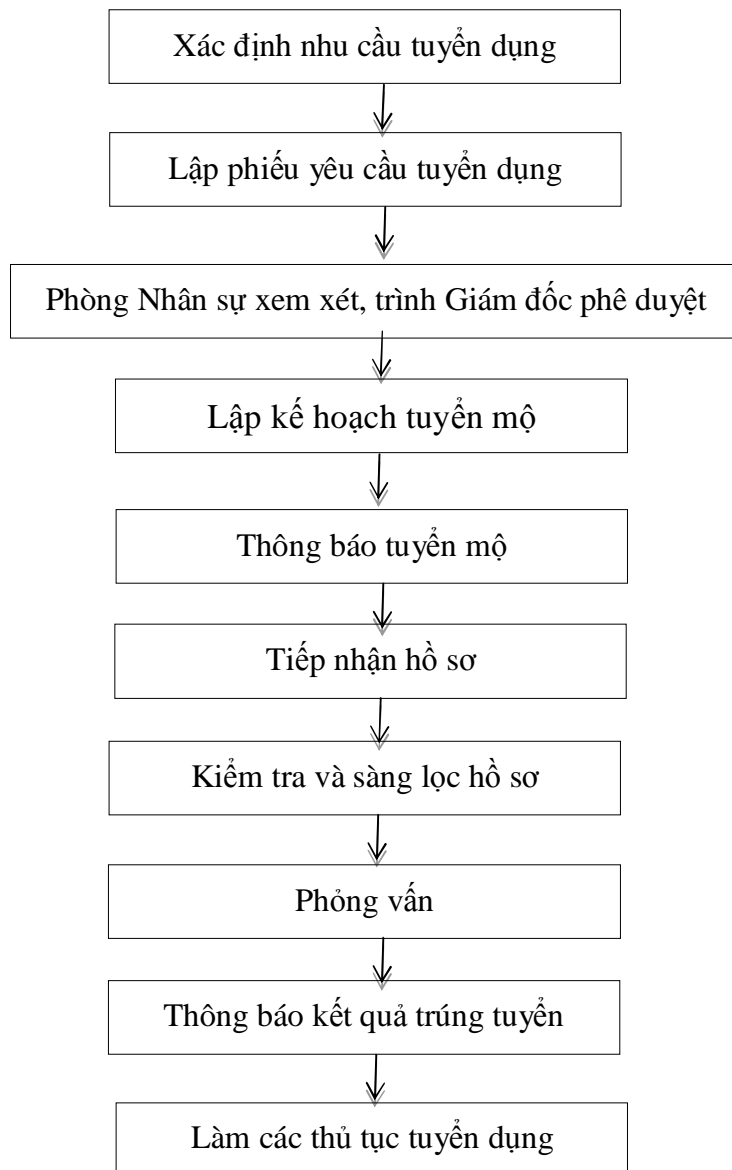 Xác định nhu cầu tuyển dụng
Lập phiếu yêu cầu tuyển dụng
Phòng Nhân sự xem xét, trình Giám đốc phê duyệt
Lập kế hoạch tuyển mộ
Thông báo tuyển mộ
Tiếp nhận hồ sơ
Kiểm tra và sàng lọc hồ sơ
Phỏng vấn
Thông báo kết quả trúng tuyển
Làm các thủ tục tuyển dụng